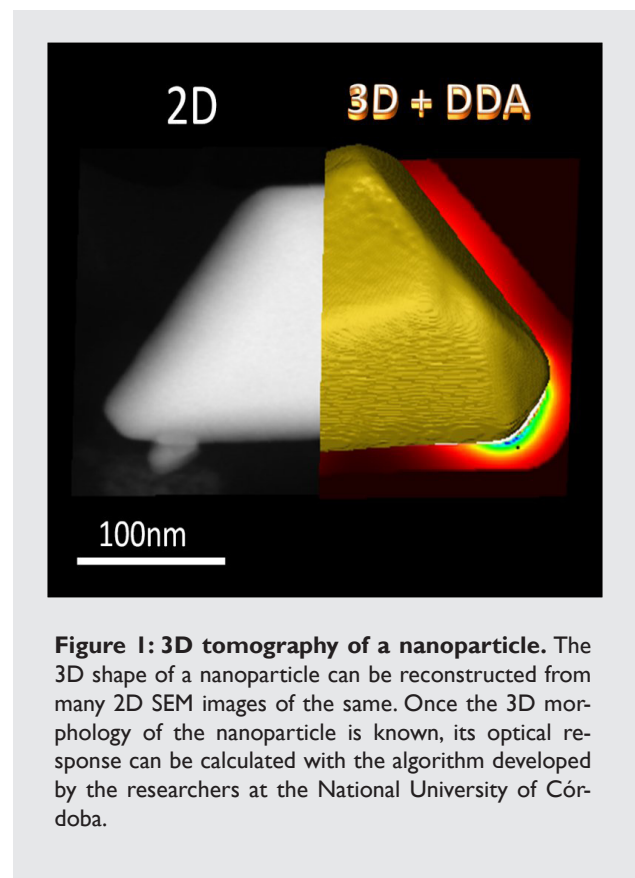 2D
3D + DDA
100nm
Figure 1: 3D tomography of a nanoparticle. The
3D shape of a nanoparticle can be reconstructed from
many 2D SEM images of the same. Once the 3D mor-
phology of the nanoparticle is known, its optical re-
sponse can be calculated with the algorithm developed
by the researchers at the National University of Cór-
doba.